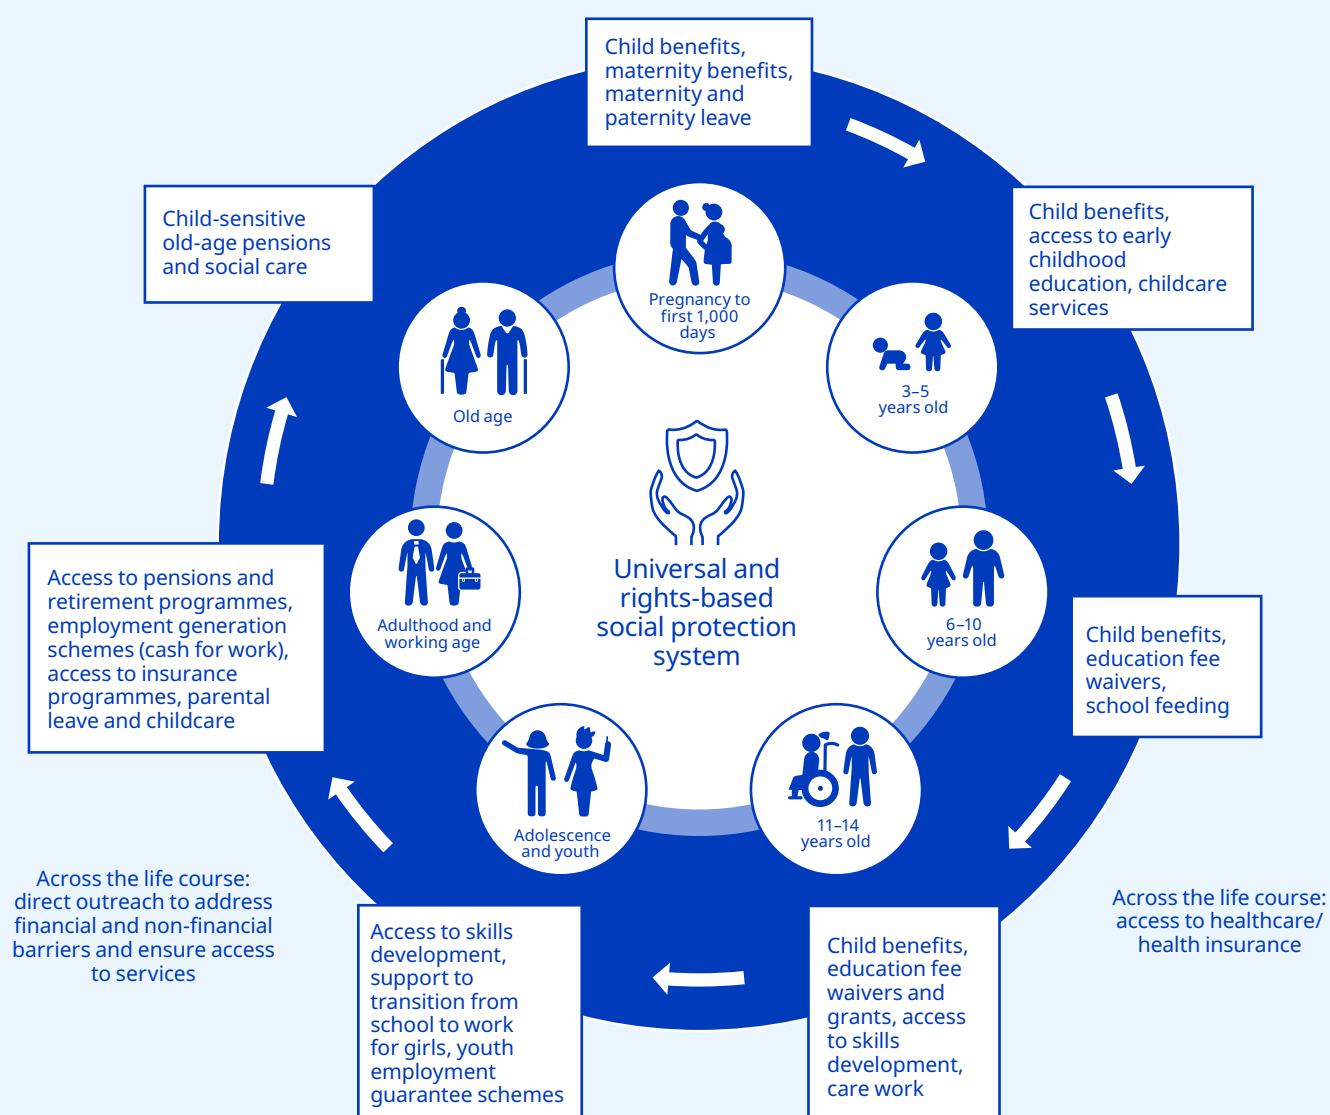 Child benefits,
maternity benefits,
maternity and
paternity leave
Child-sensitive
old-age pensions
and social care
Child benefits,
access to early
childhood
education, childcare
services
Pregnancy to
first 1,000
days
Old age
3–5
years old
Universal and
rights-based
social protection
system
Access to pensions and
retirement programmes,
employment generation
schemes (cash for work),
access to insurance
programmes, parental
leave and childcare
Adulthood and
working age
6–10
years old
Child benefits,
education fee
waivers,
school feeding
Adolescence
and youth
11–14
years old
Across the life course:
direct outreach to address
financial and non-financial
barriers and ensure access
to services
Access to skills
development,
support to
transition from
school to work
for girls, youth
employment
guarantee schemes
Child benefits,
education fee
waivers and
grants, access
to skills
development,
care work
Across the life course:
access to healthcare/
health insurance